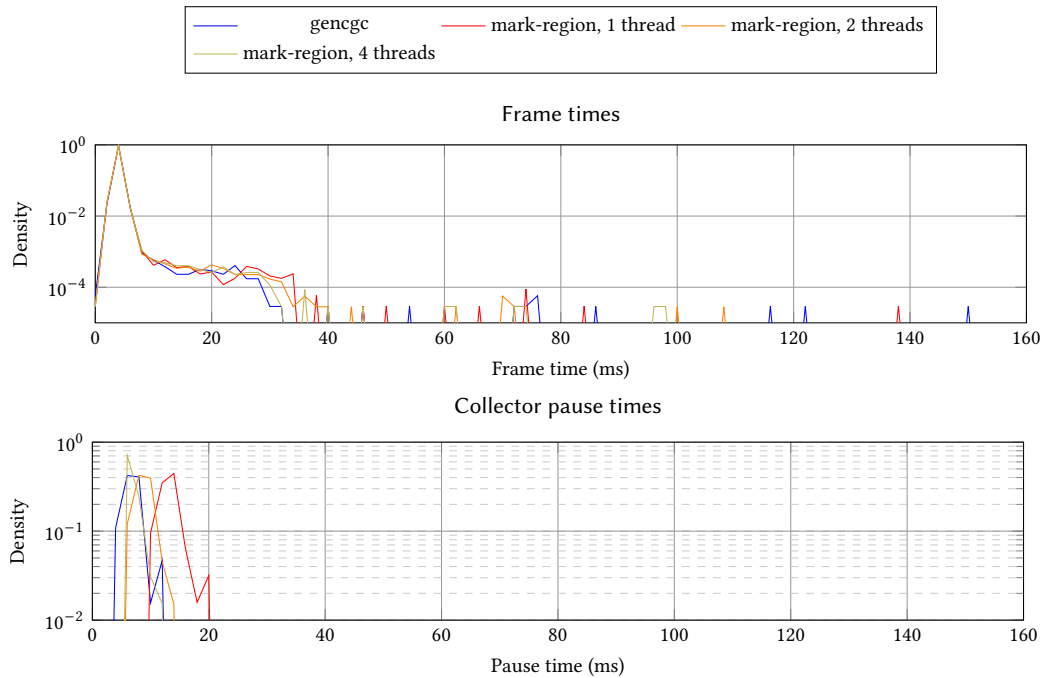 gencgc mark-region, 1 thread mark-region, 2 threads
mark-region, 4 threads
Frame times
10^0
10^−2
10^−4
Density
0 20 40 60 80 100 120 140 160
Frame time (ms)
Collector pause times
10^0
10^−1
10^−2
Density
0 20 40 60 80 100 120 140 160
Pause time (ms)